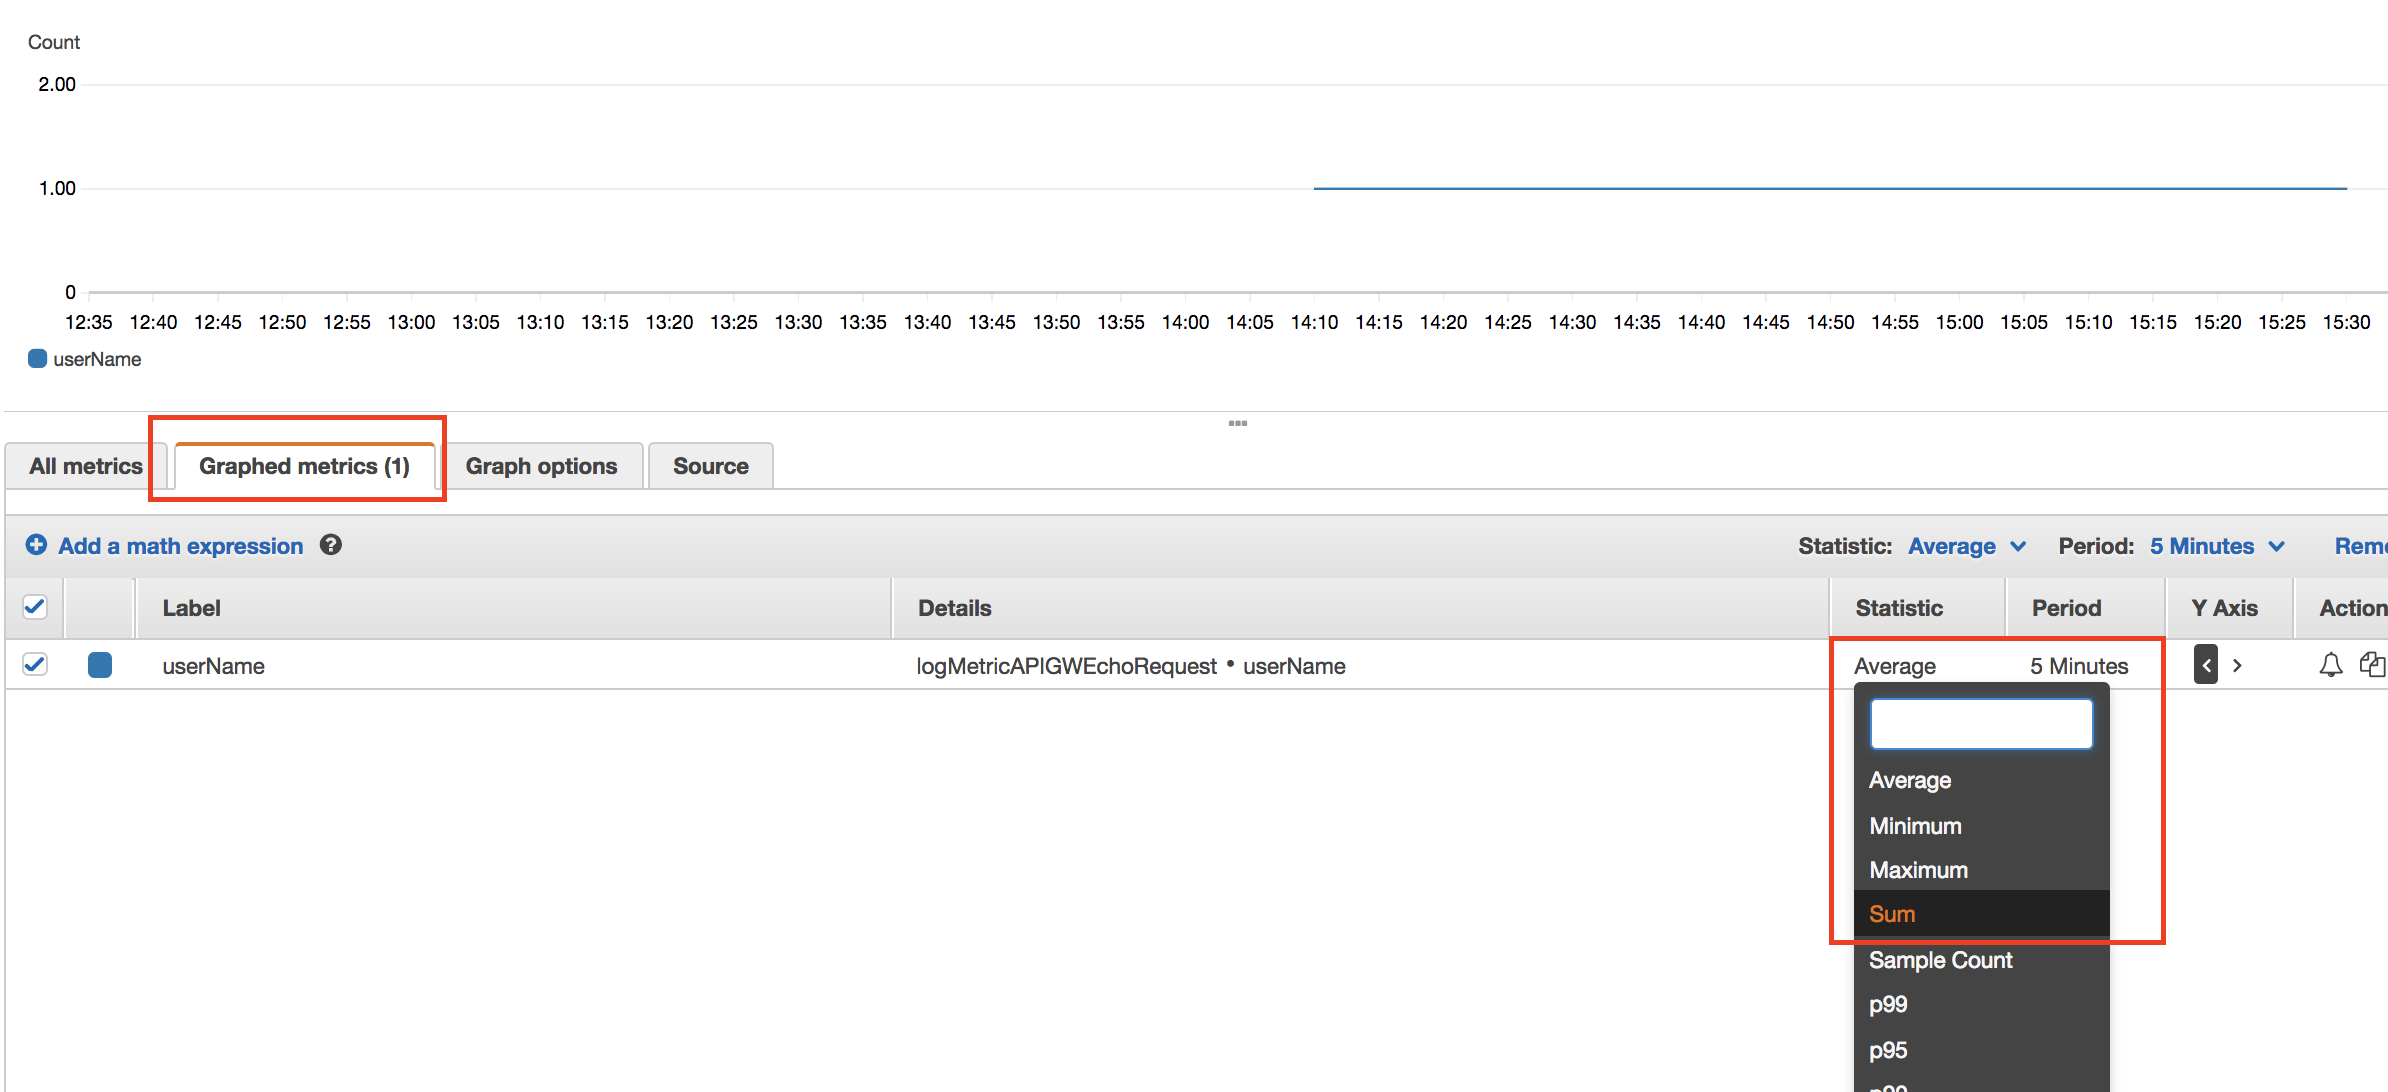 Count
2.00
1.00
0
12:35 12:40 12:45 12:50 12:55 13:00 13:05 13:10 13:15 13:20 13:25 13:30 13:35 13:40 13:45 13:50 13:55 14:00 14:05 14:10 14:15 14:20 14:25 14:30 14:35 14:40 14:45 14:50 14:55 15:00 15:05 15:10 15:15 15:20 15:25 15:30
userName
All metrics Graphed metrics (1) Graph options Source
Add a math expression ? Statistic: Average Period: 5 Minutes Remo
Label Details Statistic Period Y Axis Action
userName logMetricAPIGWEchoRequest • userName Average 5 Minutes
Average
Minimum
Maximum
Sum
Sample Count
p99
p95